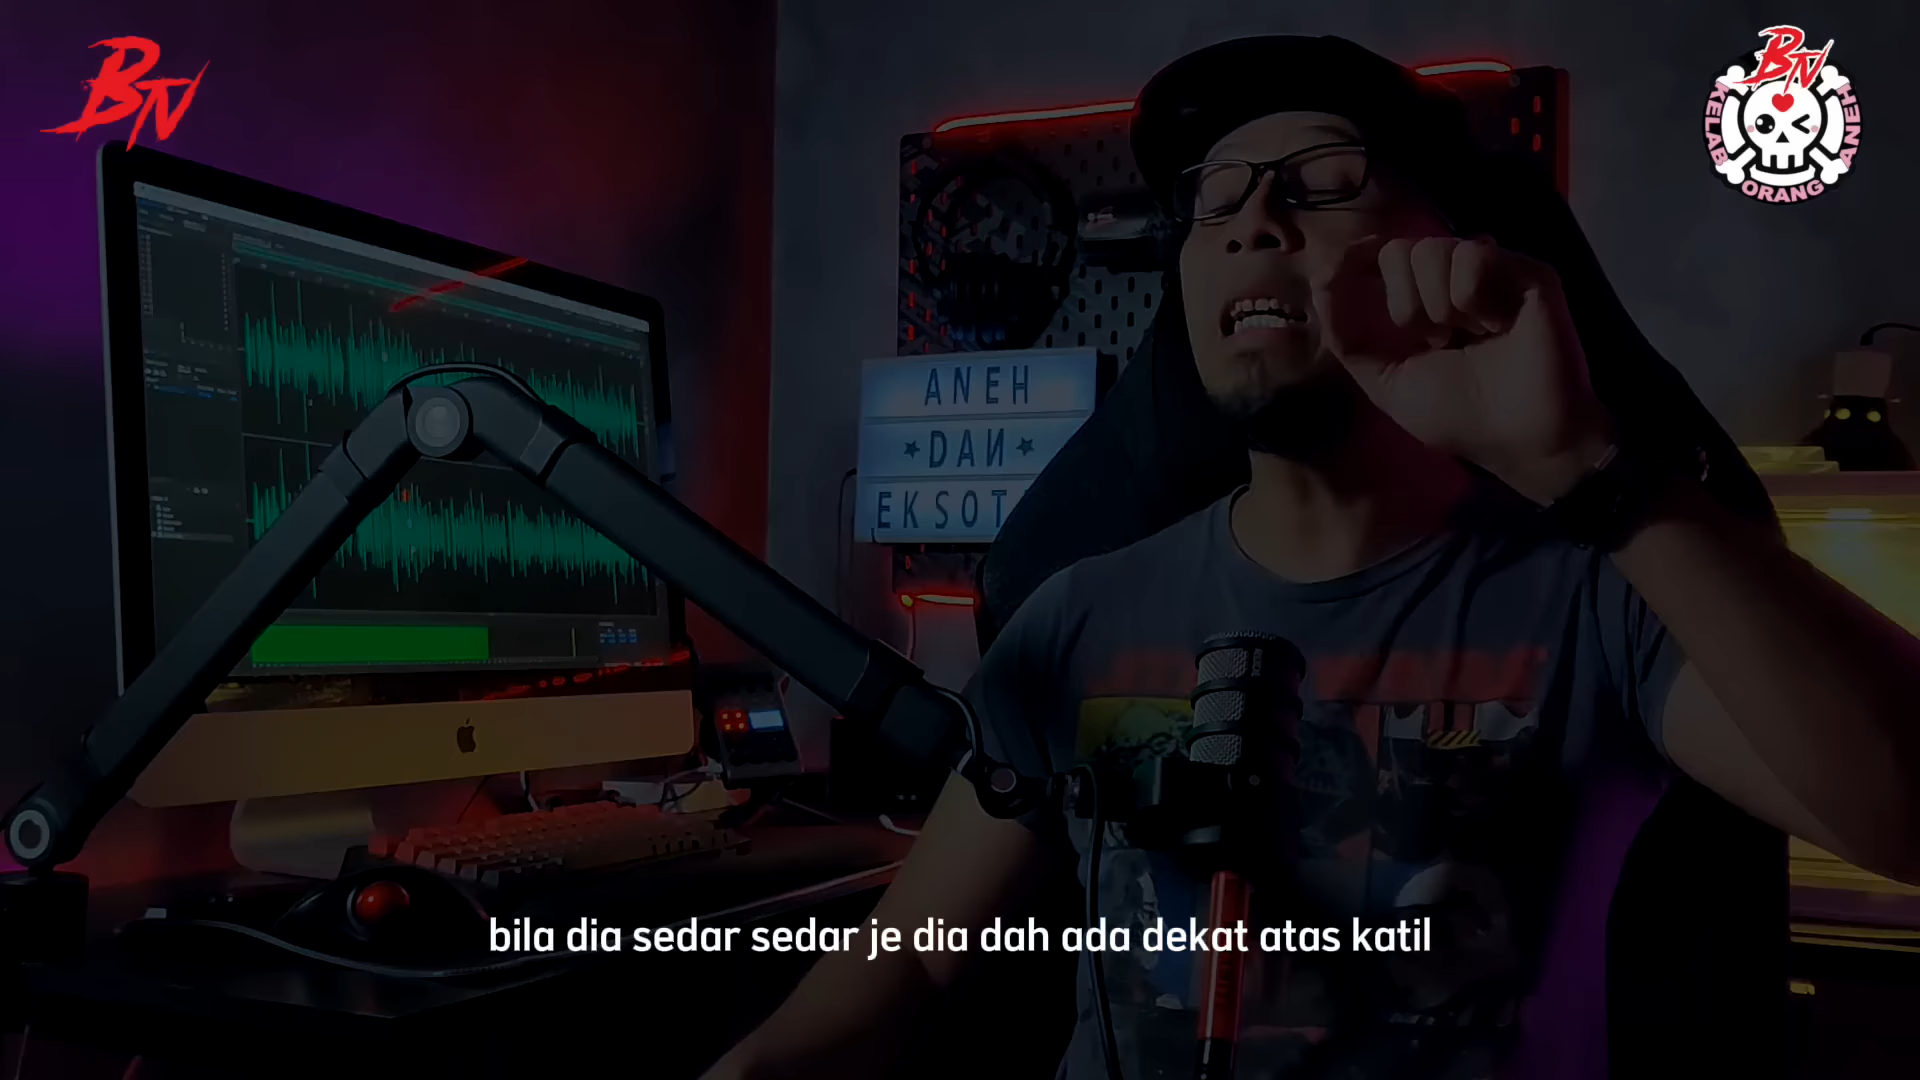 BN
BN
KELAB ORANG ANEH
ANEH
DAN
EKSOT
bila dia sedar sedar je dia dah ada dekat atas katil